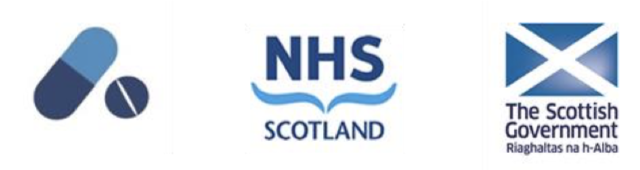 NHS
SCOTLAND
The Scottish
Government
Riaghaltas na h-Alba